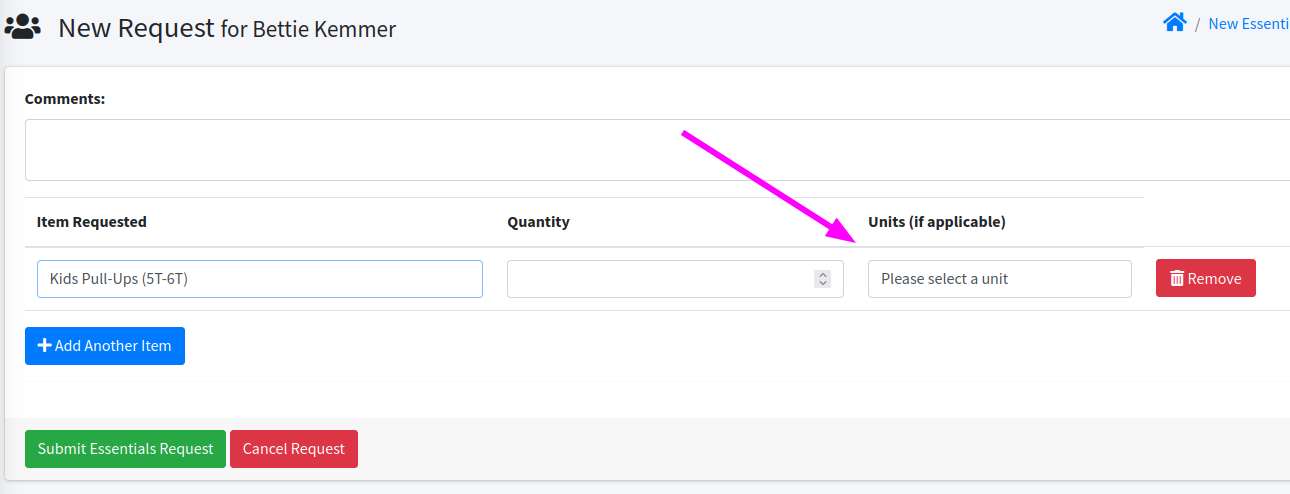 New Request for Bettie Kemmer
/ New Essenti
Comments:
Item Requested Quantity Units (if applicable)
Kids Pull-Ups (5T-6T) Please select a unit Remove
Add Another Item
Submit Essentials Request Cancel Request